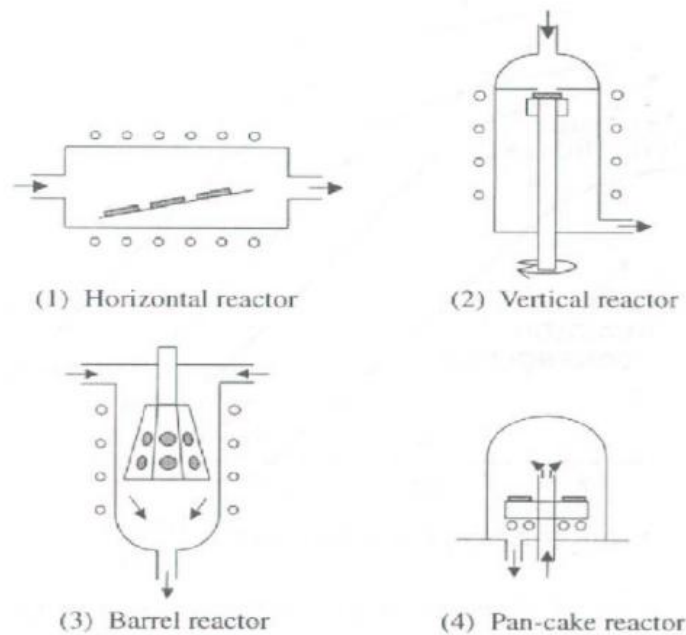 (1) Horizontal reactor
(2) Vertical reactor
(3) Barrel reactor
(4) Pan-cake reactor